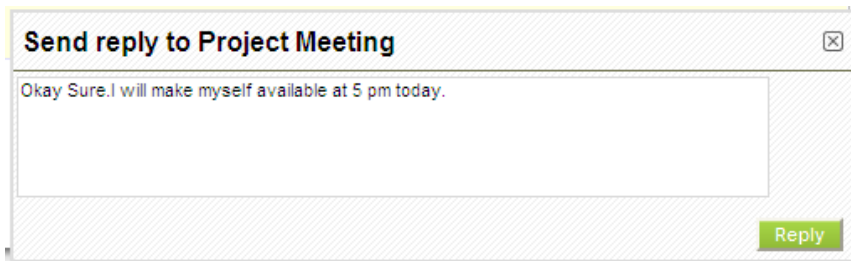 Send reply to Project Meeting
Okay Sure.I will make myself available at 5 pm today.
Reply